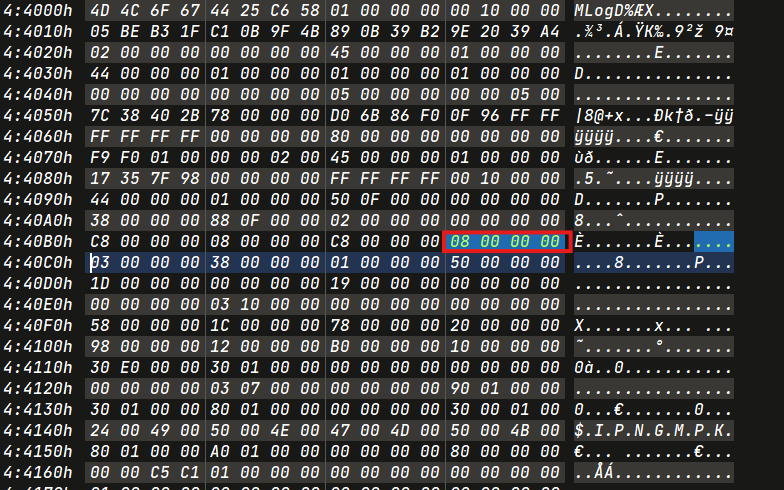 4:4000h 4D 4C 6F 67 44 25 C6 58 01 00 00 00 00 10 00 00 MLogD%ÆX........
4:4010h 05 BE B3 1F C1 0B 9F 4B 89 0B 39 B2 9E 20 39 A4 .¾³.Á.ŸK‰.9²ž 9¤
4:4020h 02 00 00 00 00 00 00 00 45 00 00 00 01 00 00 00 ........E.......
4:4030h 44 00 00 00 01 00 00 00 01 00 01 00 01 00 00 00 D...............
4:4040h 00 00 00 00 00 00 00 00 05 00 00 00 00 00 05 00 ................
4:4050h 7C 38 40 2B 78 00 00 00 D0 6B 86 F0 0F 96 FF FF |8@+x...Ðk†ð.–ÿÿ
4:4060h FF FF FF FF 00 00 00 00 80 00 00 00 00 00 00 00 ÿÿÿÿ....€.......
4:4070h F9 F0 01 00 00 00 02 00 45 00 00 00 01 00 00 00 ùð......E.......
4:4080h 17 35 7F 98 00 00 00 00 FF FF FF FF 00 10 00 00 .5.˜....ÿÿÿÿ....
4:4090h 44 00 00 00 01 00 00 00 50 0F 00 00 00 00 00 00 D.......P.......
4:40A0h 38 00 00 00 88 0F 00 00 02 00 00 00 00 00 00 00 8...ˆ...........
4:40B0h C8 00 00 00 08 00 00 00 C8 00 00 00 08 00 00 00 È.......È.......
4:40C0h 03 00 00 00 38 00 00 00 01 00 00 00 50 00 00 00 ....8.......P...
4:40D0h 1D 00 00 00 00 00 00 00 19 00 00 00 00 00 00 00 ................
4:40E0h 00 00 00 00 03 10 00 00 00 00 00 00 00 00 00 00 ................
4:40F0h 58 00 00 00 1C 00 00 00 78 00 00 00 20 00 00 00 X.......x... ...
4:4100h 98 00 00 00 12 00 00 00 B0 00 00 00 10 00 00 00 ˜.......°.......
4:4110h 30 E0 00 00 30 01 00 00 00 00 00 00 00 00 00 00 0à..0...........
4:4120h 00 00 00 00 03 07 00 00 00 00 00 00 90 01 00 00 ................
4:4130h 30 01 00 00 80 01 00 00 00 00 00 00 30 00 01 00 0...€.......0...
4:4140h 24 00 49 00 50 00 4E 00 47 00 4D 00 50 00 4B 00 $.I.P.N.G.M.P.K.
4:4150h 80 01 00 00 A0 01 00 00 00 00 00 00 80 00 00 00 €... .......€...
4:4160h 00 00 C5 C1 01 00 00 00 00 00 00 00 00 00 00 00 ..ÅÁ............